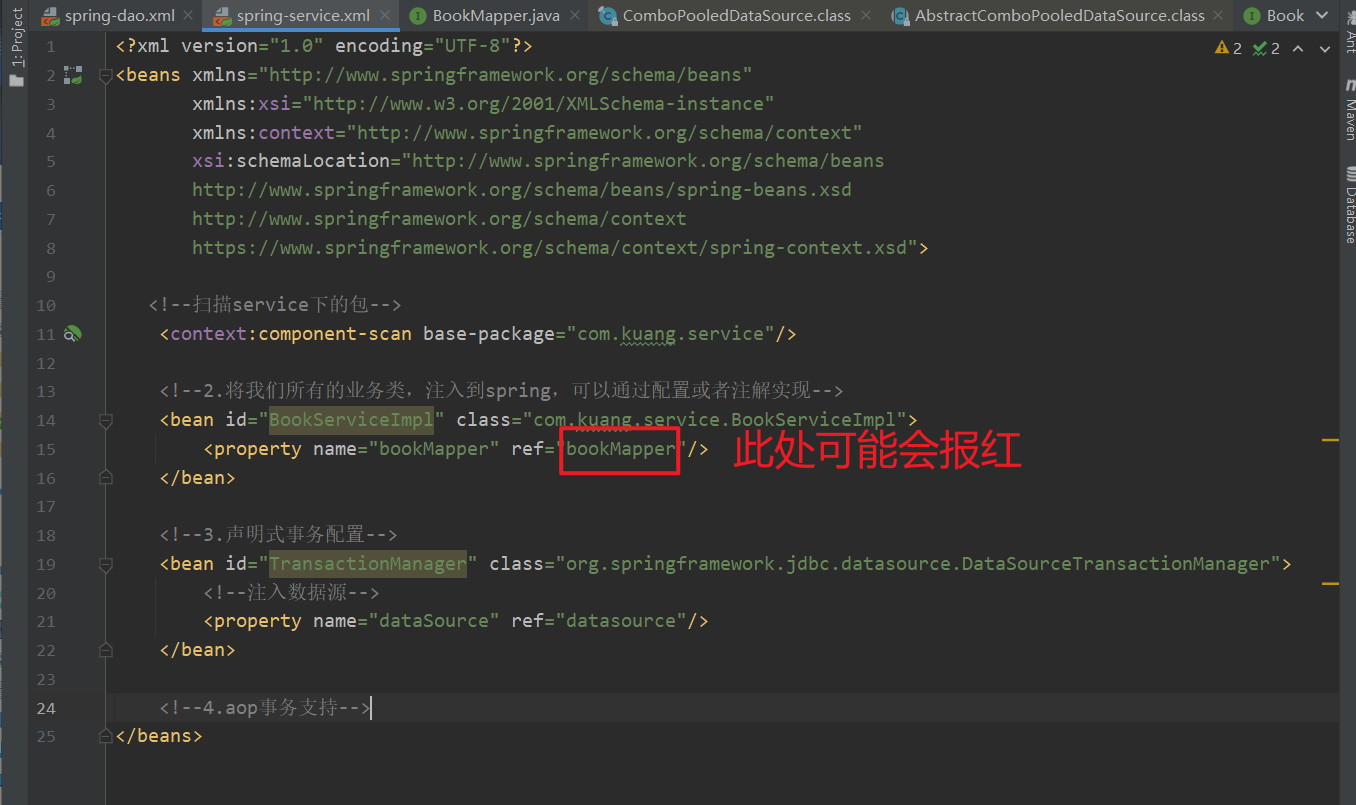 spring-dao.xml spring-service.xml BookMapper.java ComboPooledDataSource.class AbstractComboPooledDataSource.class Book
1: Project
Ant
Maven
Database
2 2
1 <?xml version="1.0" encoding="UTF-8"?>
2 <beans xmlns="http://www.springframework.org/schema/beans"
3 xmlns:xsi="http://www.w3.org/2001/XMLSchema-instance"
4 xmlns:context="http://www.springframework.org/schema/context"
5 xsi:schemaLocation="http://www.springframework.org/schema/beans
6 http://www.springframework.org/schema/beans/spring-beans.xsd
7 http://www.springframework.org/schema/context
8 https://www.springframework.org/schema/context/spring-context.xsd">
9
10 <!--扫描service下的包-->
11 <context:component-scan base-package="com.kuang.service"/>
12
13 <!--2.将我们所有的业务类，注入到spring，可以通过配置或者注解实现-->
14 <bean id="BookServiceImpl" class="com.kuang.service.BookServiceImpl">
15 <property name="bookMapper" ref="bookMapper"/> 此处可能会报红
16 </bean>
17
18 <!--3.声明式事务配置-->
19 <bean id="TransactionManager" class="org.springframework.jdbc.datasource.DataSourceTransactionManager">
20 <!--注入数据源-->
21 <property name="dataSource" ref="datasource"/>
22 </bean>
23
24 <!--4.aop事务支持-->
25 </beans>